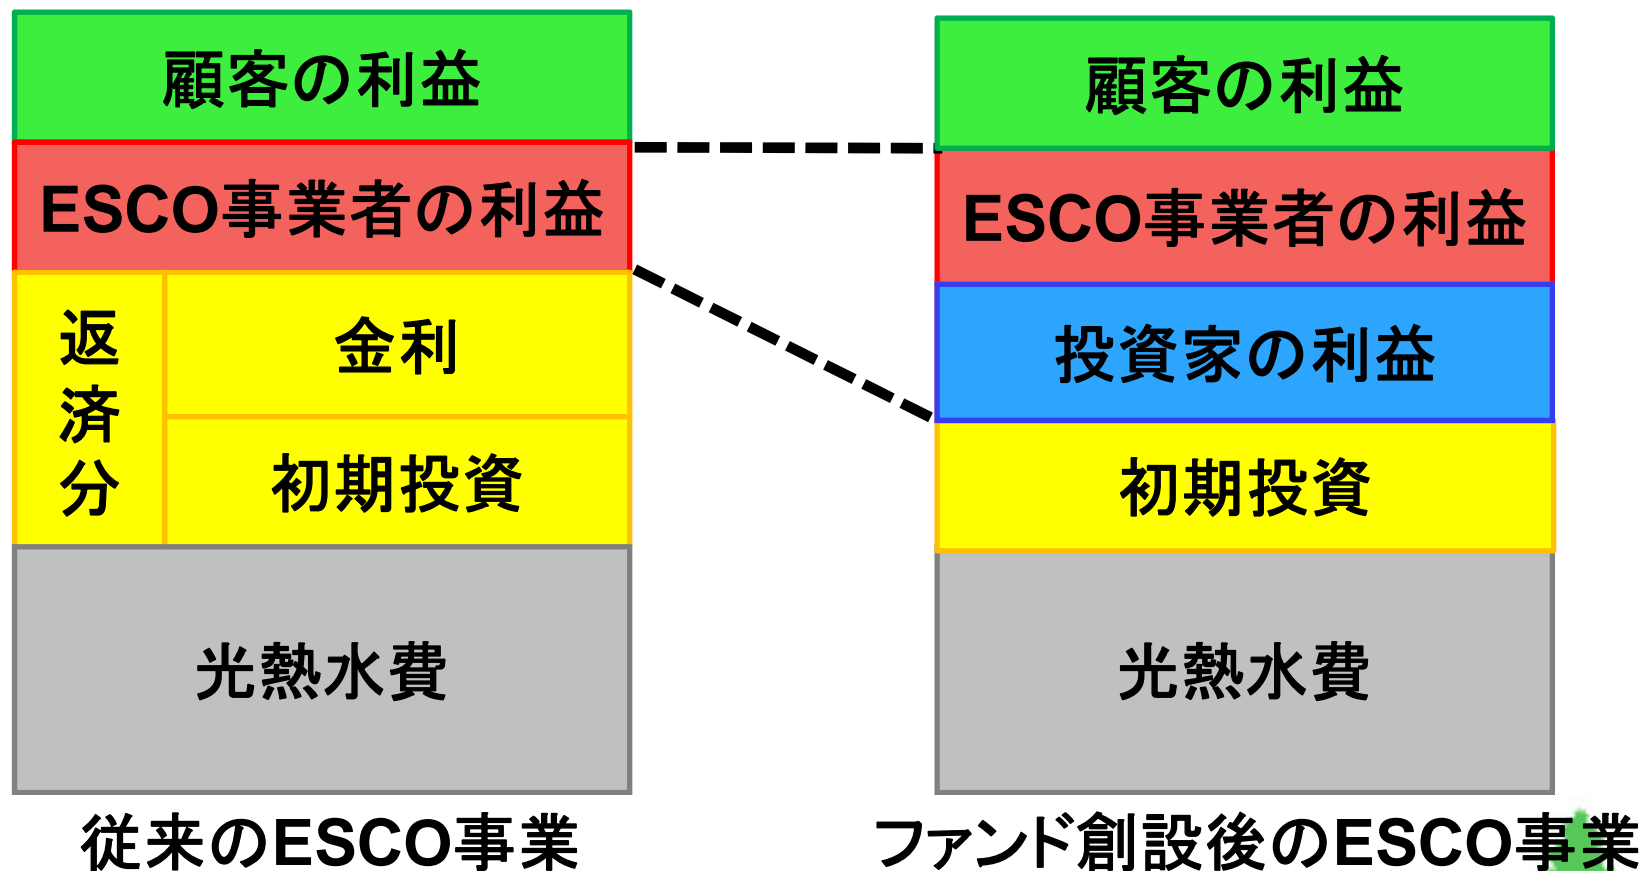 顧客の利益
ESCO事業者の利益
返済分
金利
初期投資
光熱水費
従来のESCO事業
顧客の利益
ESCO事業者の利益
投資家の利益
初期投資
光熱水費
ファンド創設後のESCO事業